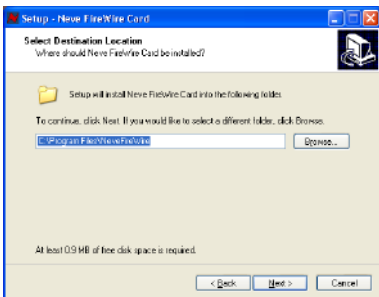 Setup - Neve FireWire Card
Select Destination Location
Where should Neve FireWire Card be installed?
Setup will install Neve FireWire Card into the following folder.
To continue, click Next. If you would like to select a different folder, click Browse.
C:\Program Files\NeveFireWire
Browse...
At least 0.9 MB of free disk space is required.
< Back
Next >
Cancel